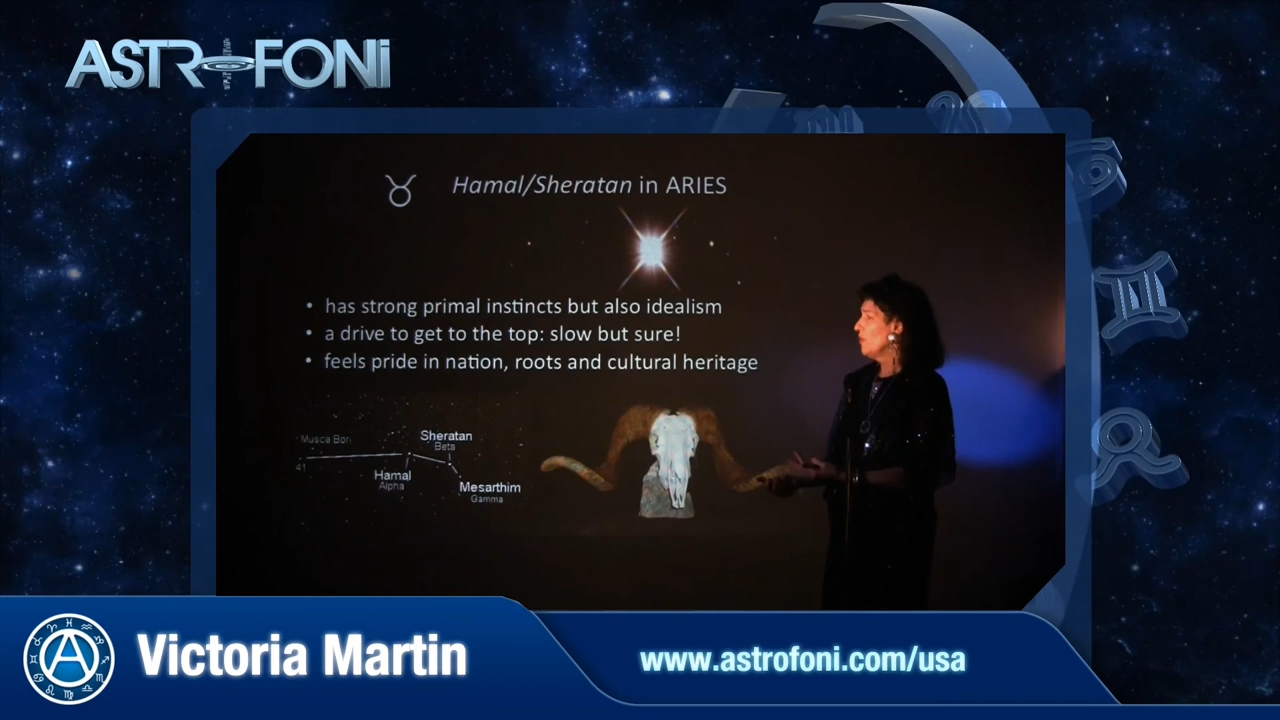 ASTROFONi
♉ Hamal/Sheratan in ARIES
• has strong primal instincts but also idealism
• a drive to get to the top: slow but sure!
• feels pride in nation, roots and cultural heritage
Musca Bori
41
Sheratan
Beta
Hamal
Alpha
Mesarthim
Gamma
Victoria Martin
www.astrofoni.com/usa